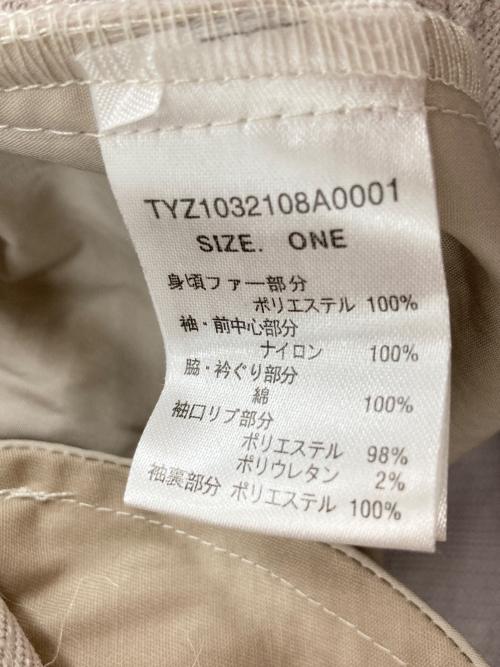 TYZ1032108A0001
SIZE. ONE
身頃ファー部分
ポリエステル 100%
袖・前中心部分
ナイロン 100%
脇・衿ぐり部分
綿 100%
袖口リブ部分
ポリエステル 98%
ポリウレタン 2%
袖裏部分 ポリエステル 100%